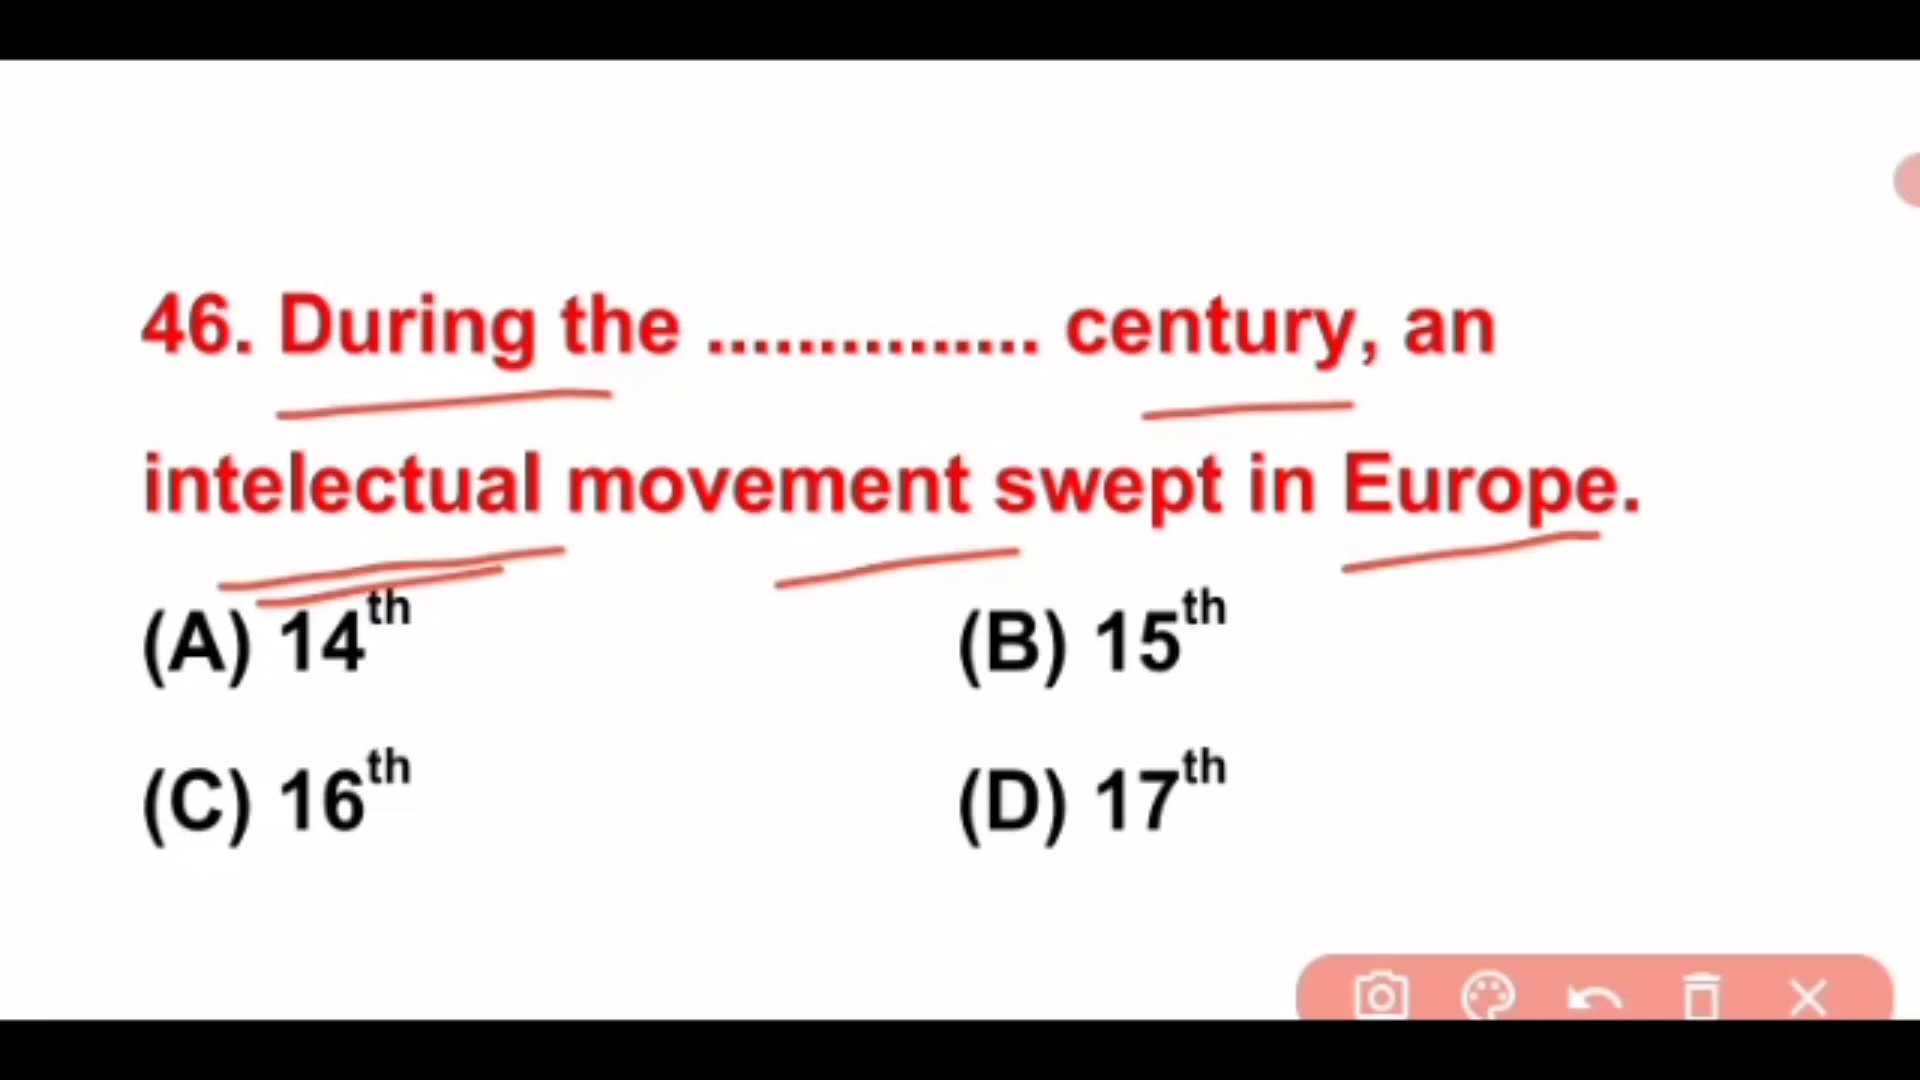 46. During the ............... century, an
intelectual movement swept in Europe.
(A) 14th (B) 15th
(C) 16th (D) 17th